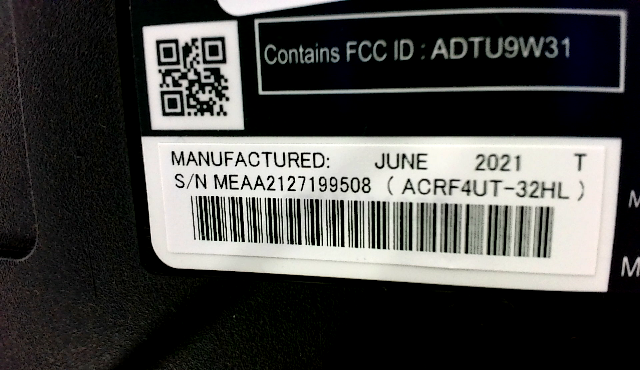 Contains FCC ID : ADTU9W31
MANUFACTURED: JUNE 2021 T
S/N MEAA2127199508 ( ACRF4UT-32HL )
M
M